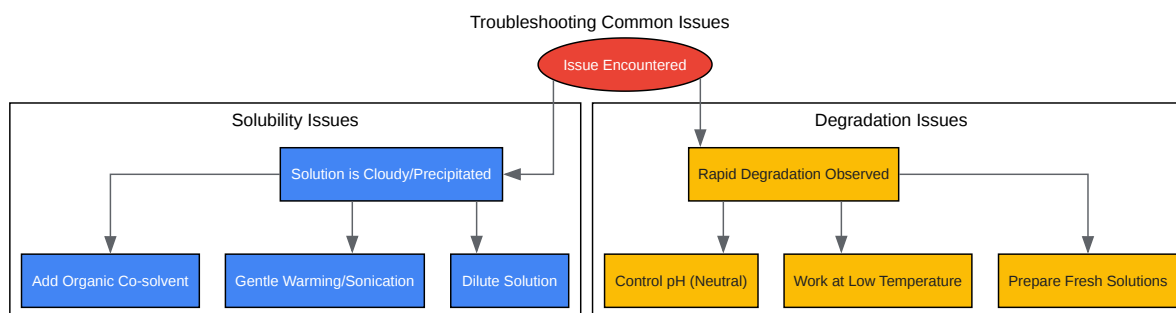 Troubleshooting Common Issues
Issue Encountered
Solubility Issues
Solution is Cloudy/Precipitated
Add Organic Co-solvent
Gentle Warming/Sonication
Dilute Solution
Degradation Issues
Rapid Degradation Observed
Control pH (Neutral)
Work at Low Temperature
Prepare Fresh Solutions